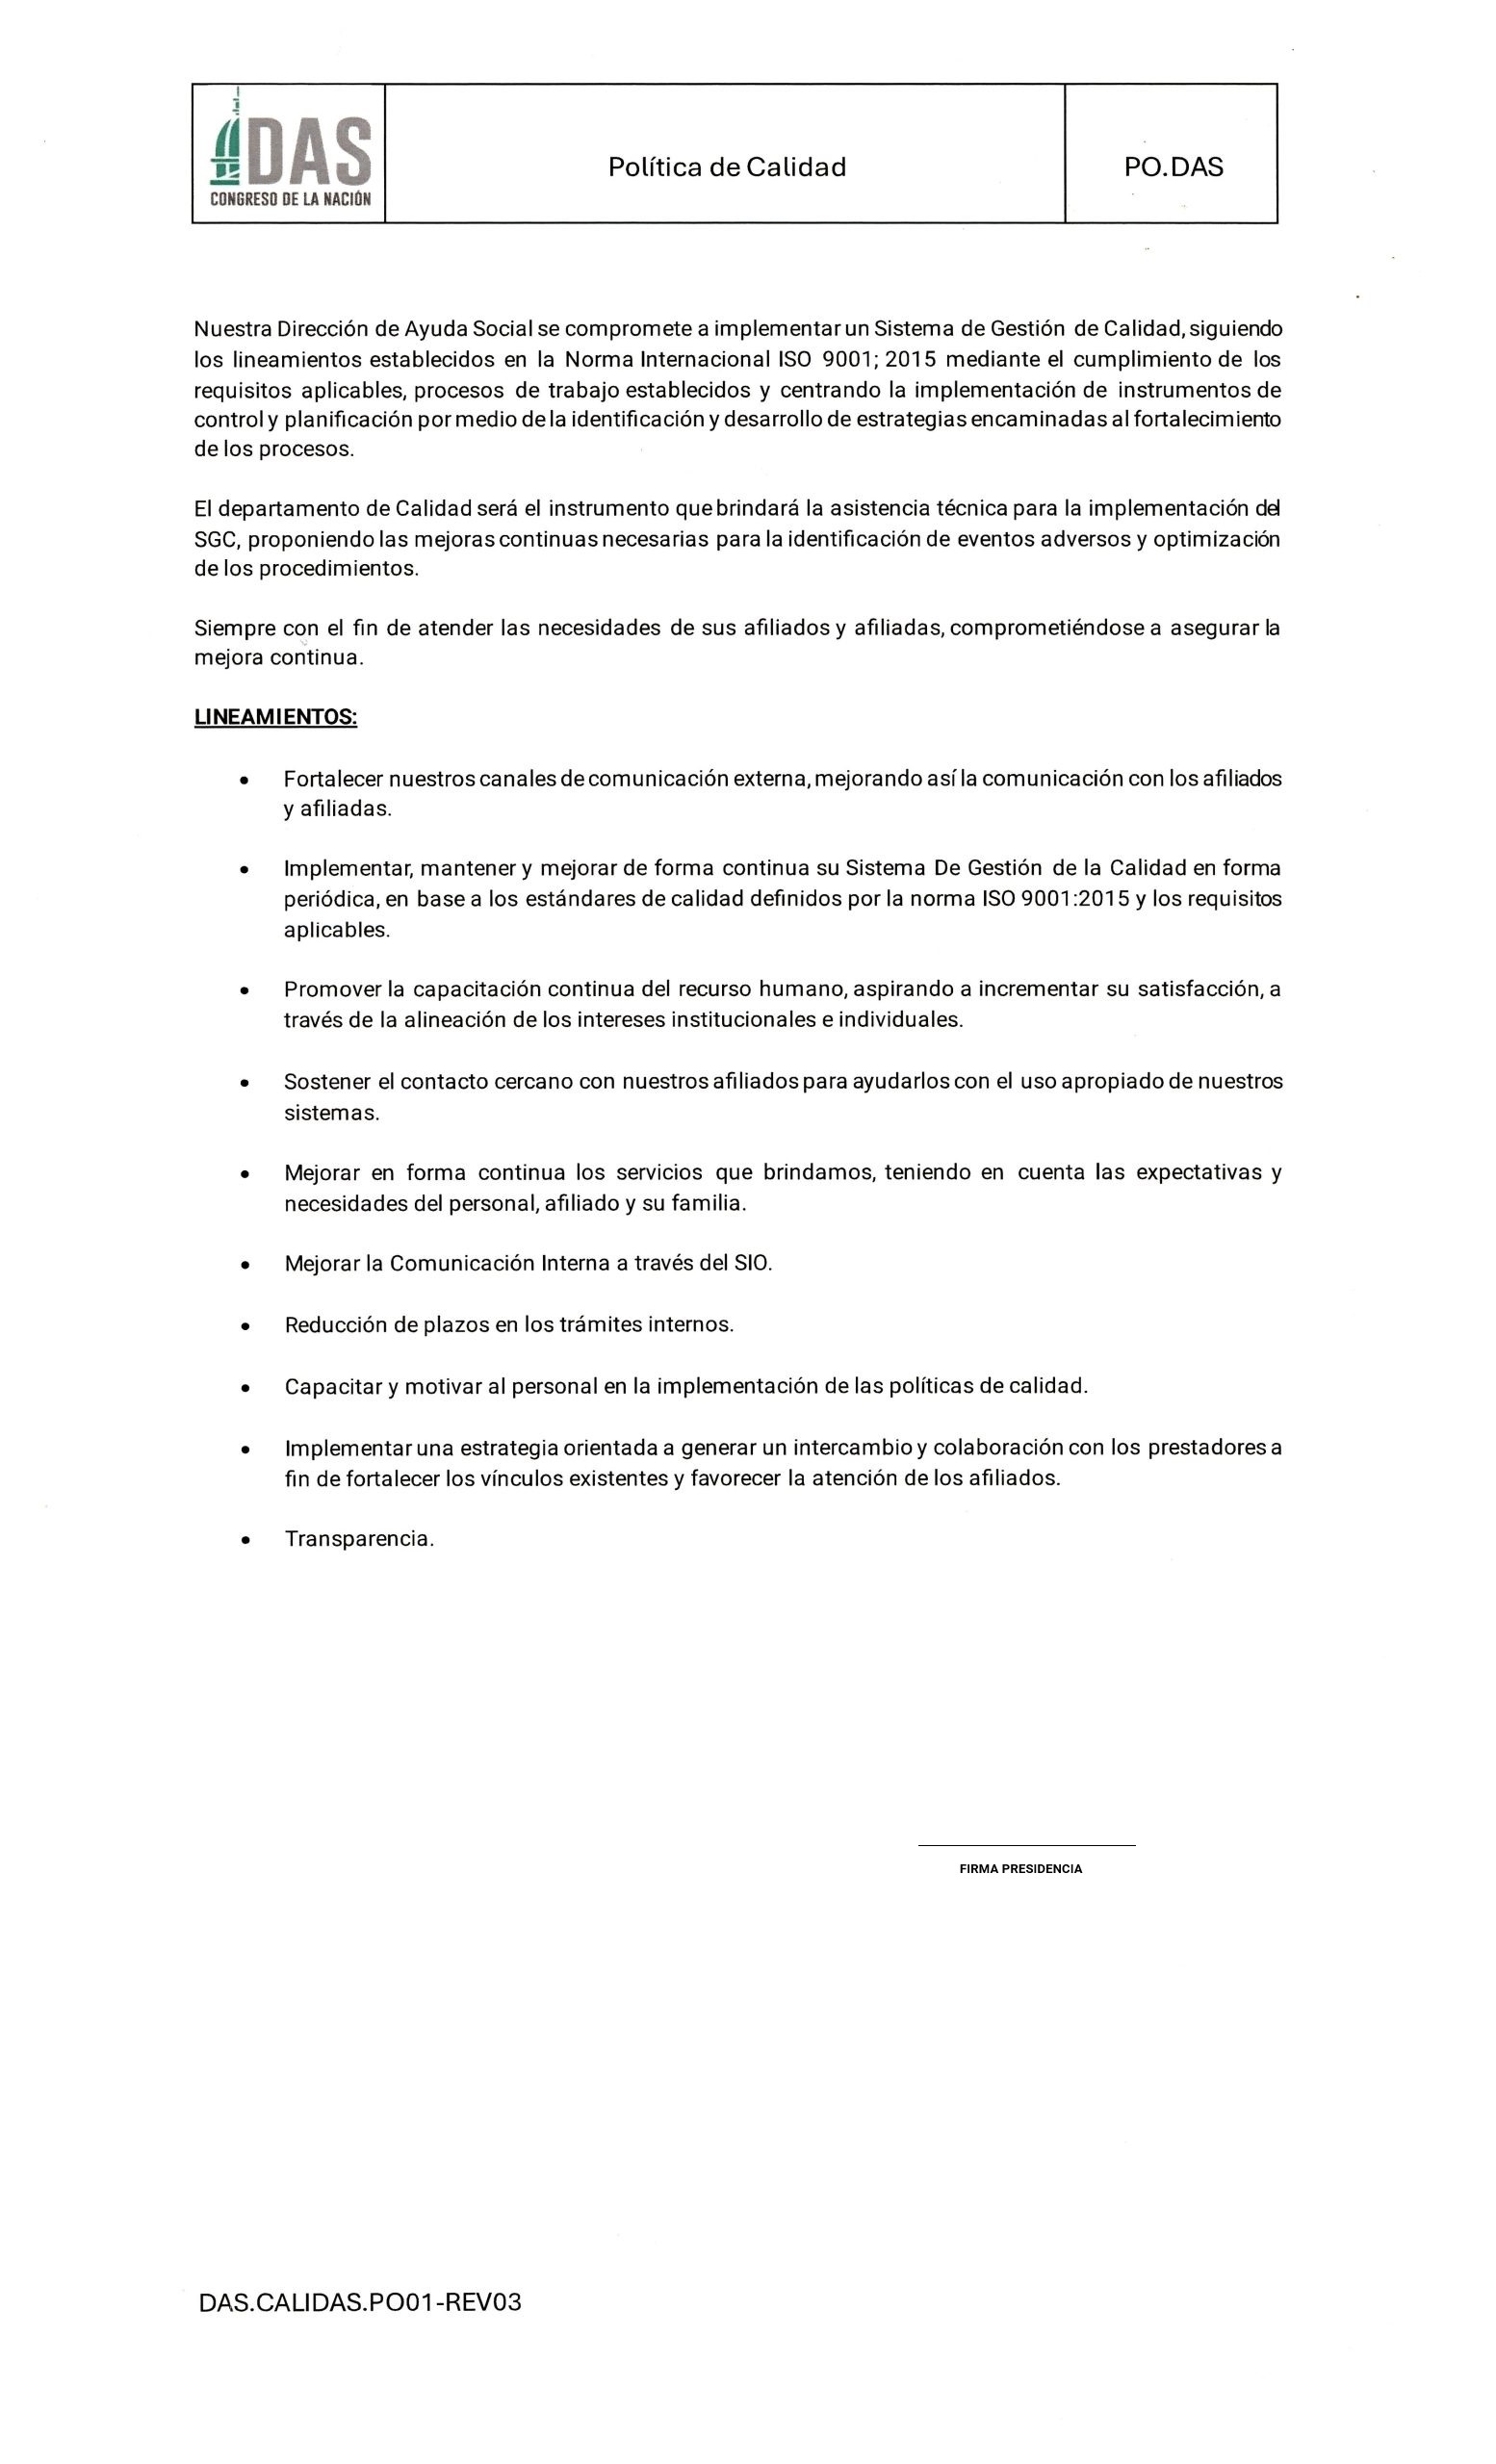 DAS
CONGRESO DE LA NACIÓN
Política de Calidad
PO.DAS
Nuestra Dirección de Ayuda Social se compromete a implementar un Sistema de Gestión de Calidad, siguiendo
los lineamientos establecidos en la Norma Internacional ISO 9001; 2015 mediante el cumplimiento de los
requisitos aplicables, procesos de trabajo establecidos y centrando la implementación de instrumentos de
control y planificación por medio de la identificación y desarrollo de estrategias encaminadas al fortalecimiento
de los procesos.
El departamento de Calidad será el instrumento que brindará la asistencia técnica para la implementación del
SGC, proponiendo las mejoras continuas necesarias para la identificación de eventos adversos y optimización
de los procedimientos.
Siempre con el fin de atender las necesidades de sus afiliados y afiliadas, comprometiéndose a asegurar la
mejora continua.
LINEAMIENTOS:
• Fortalecer nuestros canales de comunicación externa, mejorando así la comunicación con los afiliados
y afiliadas.
• Implementar, mantener y mejorar de forma continua su Sistema De Gestión de la Calidad en forma
periódica, en base a los estándares de calidad definidos por la norma ISO 9001:2015 y los requisitos
aplicables.
• Promover la capacitación continua del recurso humano, aspirando a incrementar su satisfacción, a
través de la alineación de los intereses institucionales e individuales.
• Sostener el contacto cercano con nuestros afiliados para ayudarlos con el uso apropiado de nuestros
sistemas.
• Mejorar en forma continua los servicios que brindamos, teniendo en cuenta las expectativas y
necesidades del personal, afiliado y su familia.
• Mejorar la Comunicación Interna a través del SIO.
• Reducción de plazos en los trámites internos.
• Capacitar y motivar al personal en la implementación de las políticas de calidad.
• Implementar una estrategia orientada a generar un intercambio y colaboración con los prestadores a
fin de fortalecer los vínculos existentes y favorecer la atención de los afiliados.
• Transparencia.
FIRMA PRESIDENCIA
DAS.CALIDAS.PO01-REV03